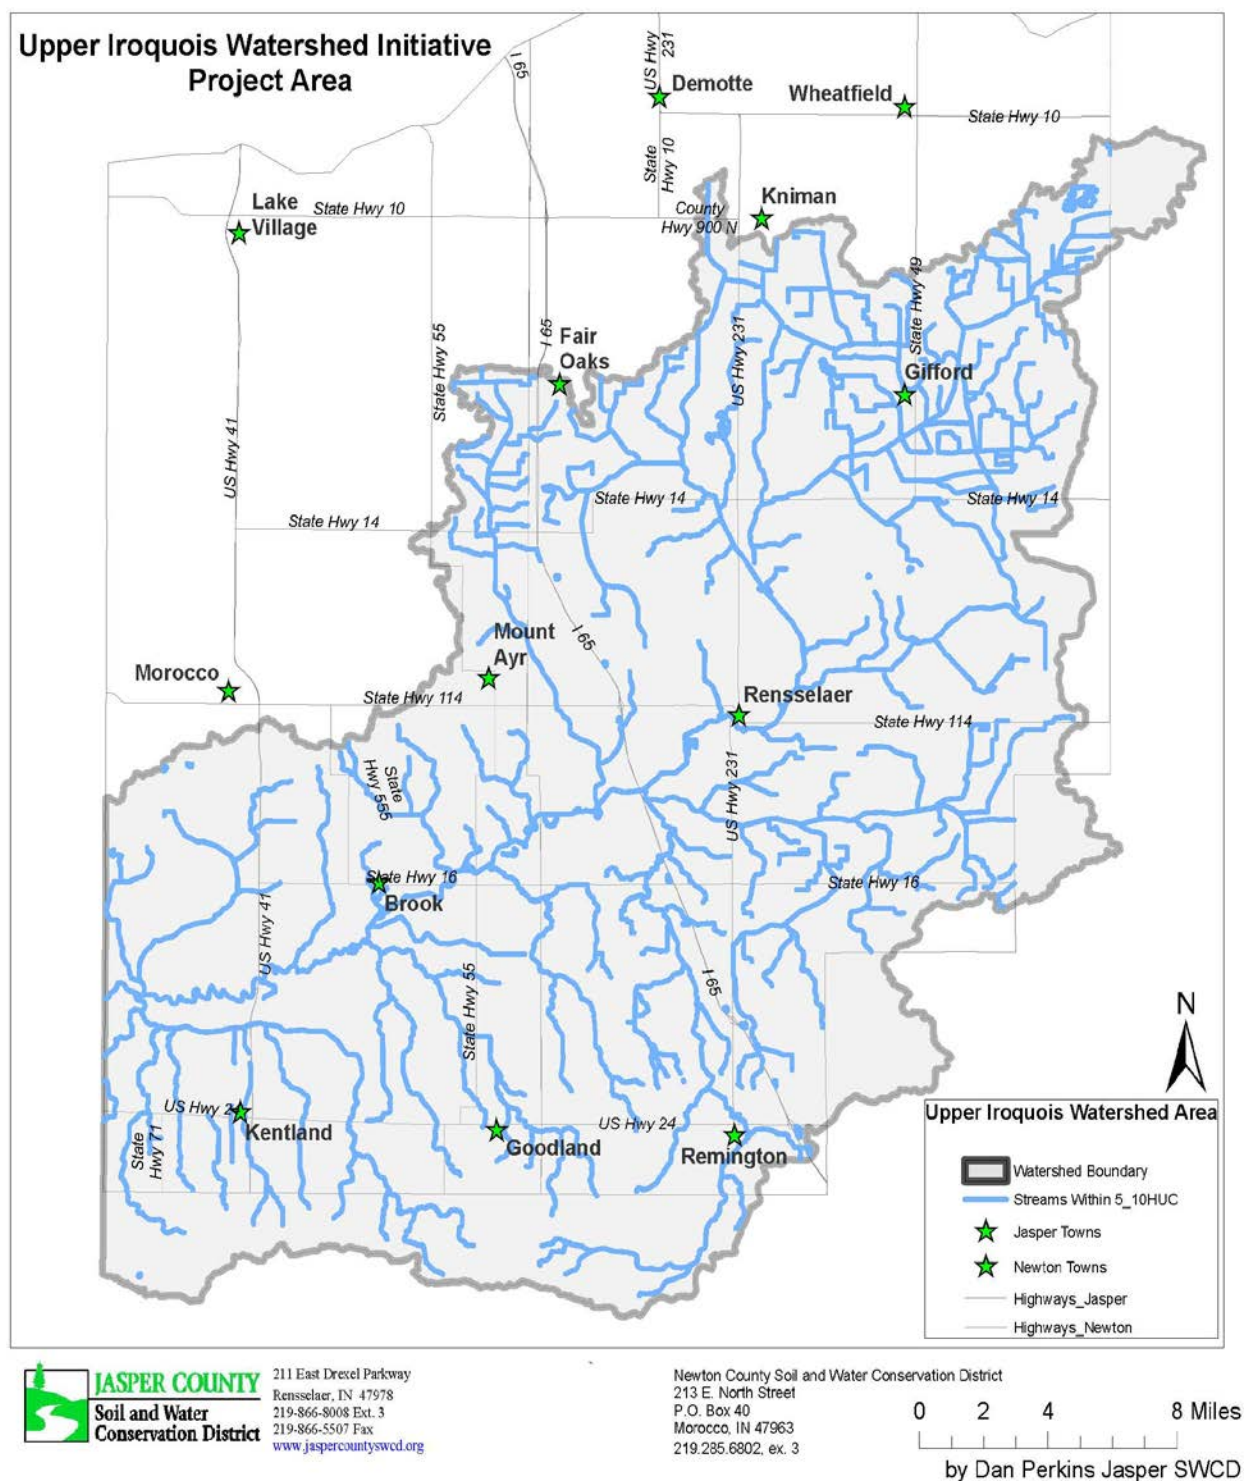 Upper Iroquois Watershed Initiative
Project Area
I 65
US Hwy
231
Demotte
Wheatfield
State Hwy 10
State
Hwy 10
Lake
Village
State Hwy 10
County
Hwy 900 N
Kniman
State Hwy 49
State Hwy 55
I 65
Fair
Oaks
US Hwy 231
Gifford
US Hwy 41
State Hwy 14
State Hwy 14
State Hwy 14
Mount
Ayr
I 65
Morocco
State Hwy 114
Rensselaer
State Hwy 114
State
Hwy 555
US Hwy 231
State Hwy 16
Brook
State Hwy 16
US Hwy 41
State Hwy 55
I 65
N
US Hwy 2
Kentland
State
Hwy 71
Goodland
US Hwy 24
Remington
Upper Iroquois Watershed Area
Watershed Boundary
Streams Within 5_10HUC
Jasper Towns
Newton Towns
Highways_Jasper
Highways_Newton
JASPER COUNTY
Soil and Water
Conservation District
211 East Drexel Parkway
Rensselaer, IN 47978
219-866-8008 Ext. 3
219-866-5507 Fax
www.jaspercountyswcd.org
Newton County Soil and Water Conservation District
213 E. North Street
P.O. Box 40
Morocco, IN 47963
219.285.6802, ex. 3
0 2 4 8 Miles
by Dan Perkins Jasper SWCD